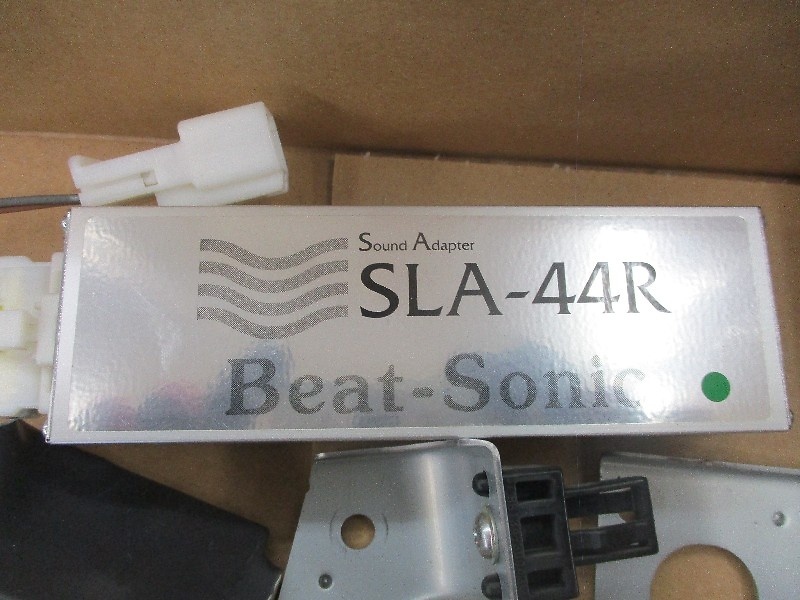 Sound Adapter
SLA-44R
Beat-Sonic